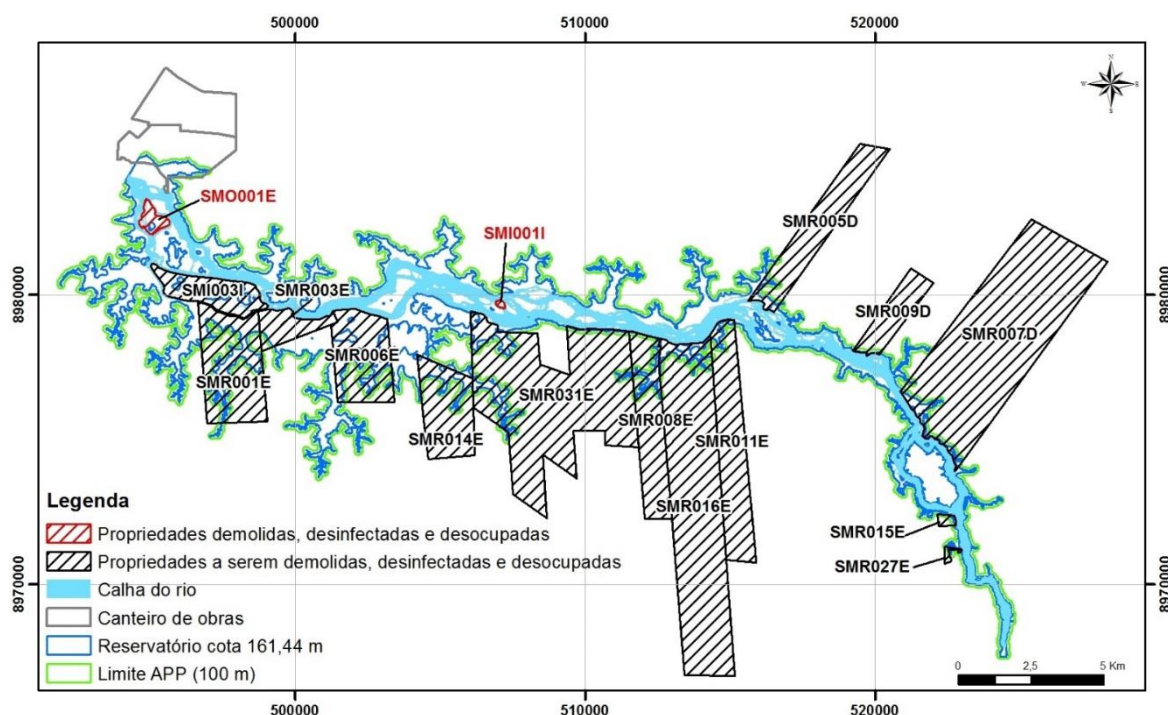 500000
510000
520000
N
SMO001E
SMI001I
SMR005D
8980000
8980000
SMI003I
SMR003E
SMR009D
SMR007D
SMR006E
SMR001E
SMR031E
SMR014E
SMR008E
SMR011E
SMR016E
SMR015E
SMR027E
8970000
8970000
Legenda
Propriedades demolidas, desinfectadas e desocupadas
Propriedades a serem demolidas, desinfectadas e desocupadas
Calha do rio
Canteiro de obras
Reservatório cota 161,44 m
Limite APP (100 m)
0 2,5 5 Km
500000
510000
520000